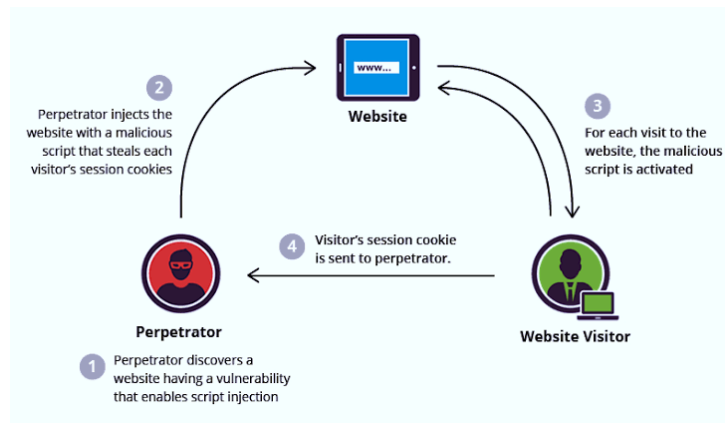 www...
Website
2
Perpetrator injects the
website with a malicious
script that steals each
visitor's session cookies
3
For each visit to the
website, the malicious
script is activated
4
Visitor's session cookie
is sent to perpetrator.
Perpetrator
Website Visitor
1
Perpetrator discovers a
website having a vulnerability
that enables script injection